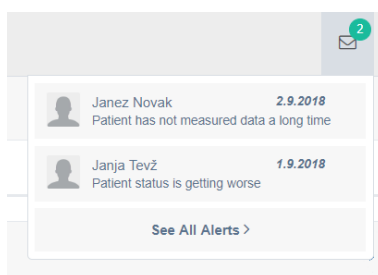 2
Janez Novak 2.9.2018
Patient has not measured data a long time
Janja Tevž 1.9.2018
Patient status is getting worse
See All Alerts >